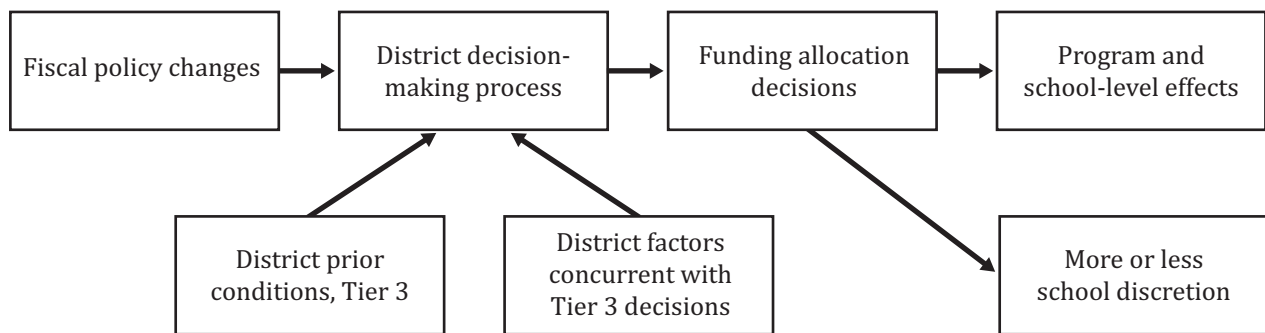 Fiscal policy changes
District decision-
making process
Funding allocation
decisions
Program and
school-level effects
District prior
conditions, Tier 3
District factors
concurrent with
Tier 3 decisions
More or less
school discretion